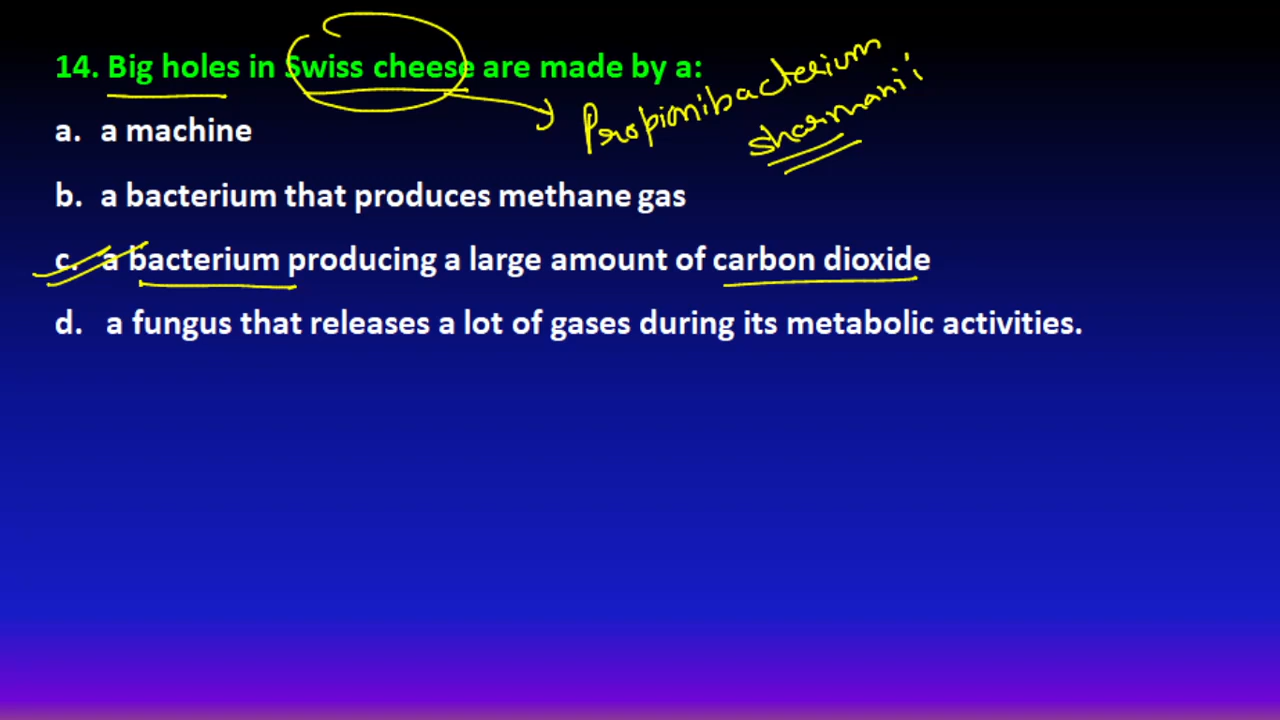 14. Big holes in Swiss cheese are made by a:
Propionibacterium
sharmanii
a. a machine
b. a bacterium that produces methane gas
c. a bacterium producing a large amount of carbon dioxide
d. a fungus that releases a lot of gases during its metabolic activities.